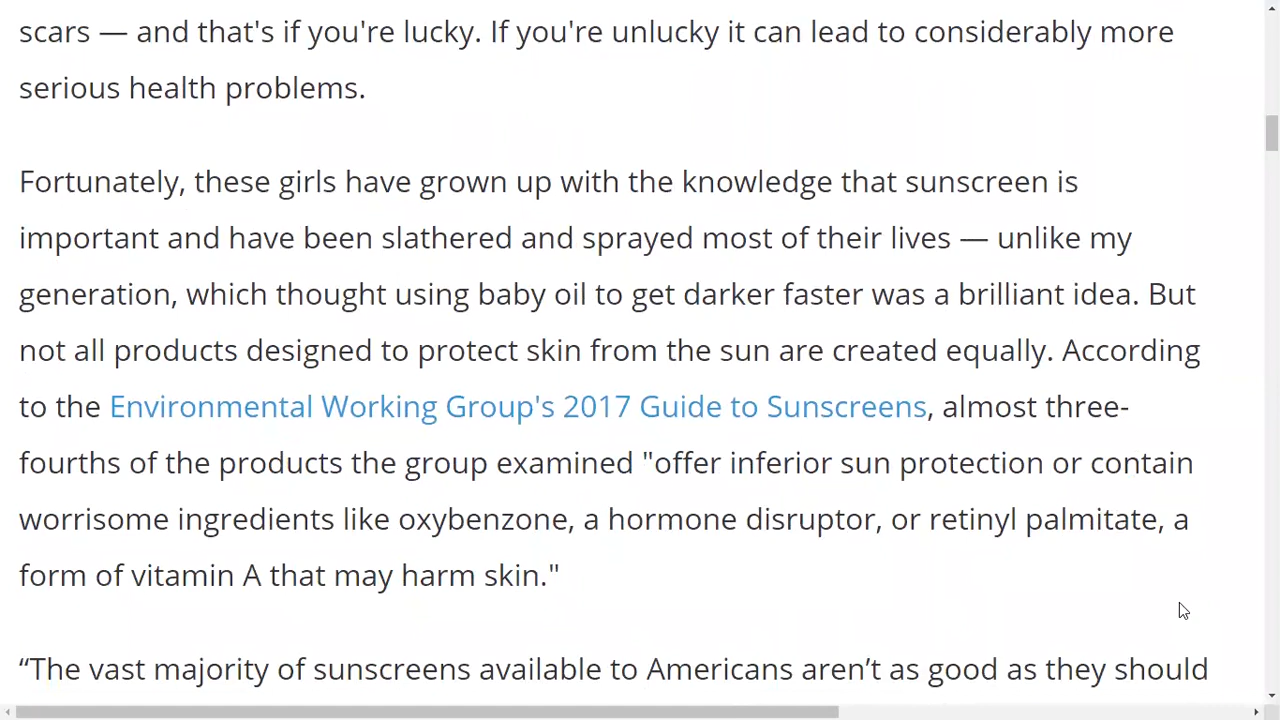 scars — and that's if you're lucky. If you're unlucky it can lead to considerably more
serious health problems.
Fortunately, these girls have grown up with the knowledge that sunscreen is
important and have been slathered and sprayed most of their lives — unlike my
generation, which thought using baby oil to get darker faster was a brilliant idea. But
not all products designed to protect skin from the sun are created equally. According
to the Environmental Working Group's 2017 Guide to Sunscreens, almost three-
fourths of the products the group examined "offer inferior sun protection or contain
worrisome ingredients like oxybenzone, a hormone disruptor, or retinyl palmitate, a
form of vitamin A that may harm skin."
“The vast majority of sunscreens available to Americans aren’t as good as they should